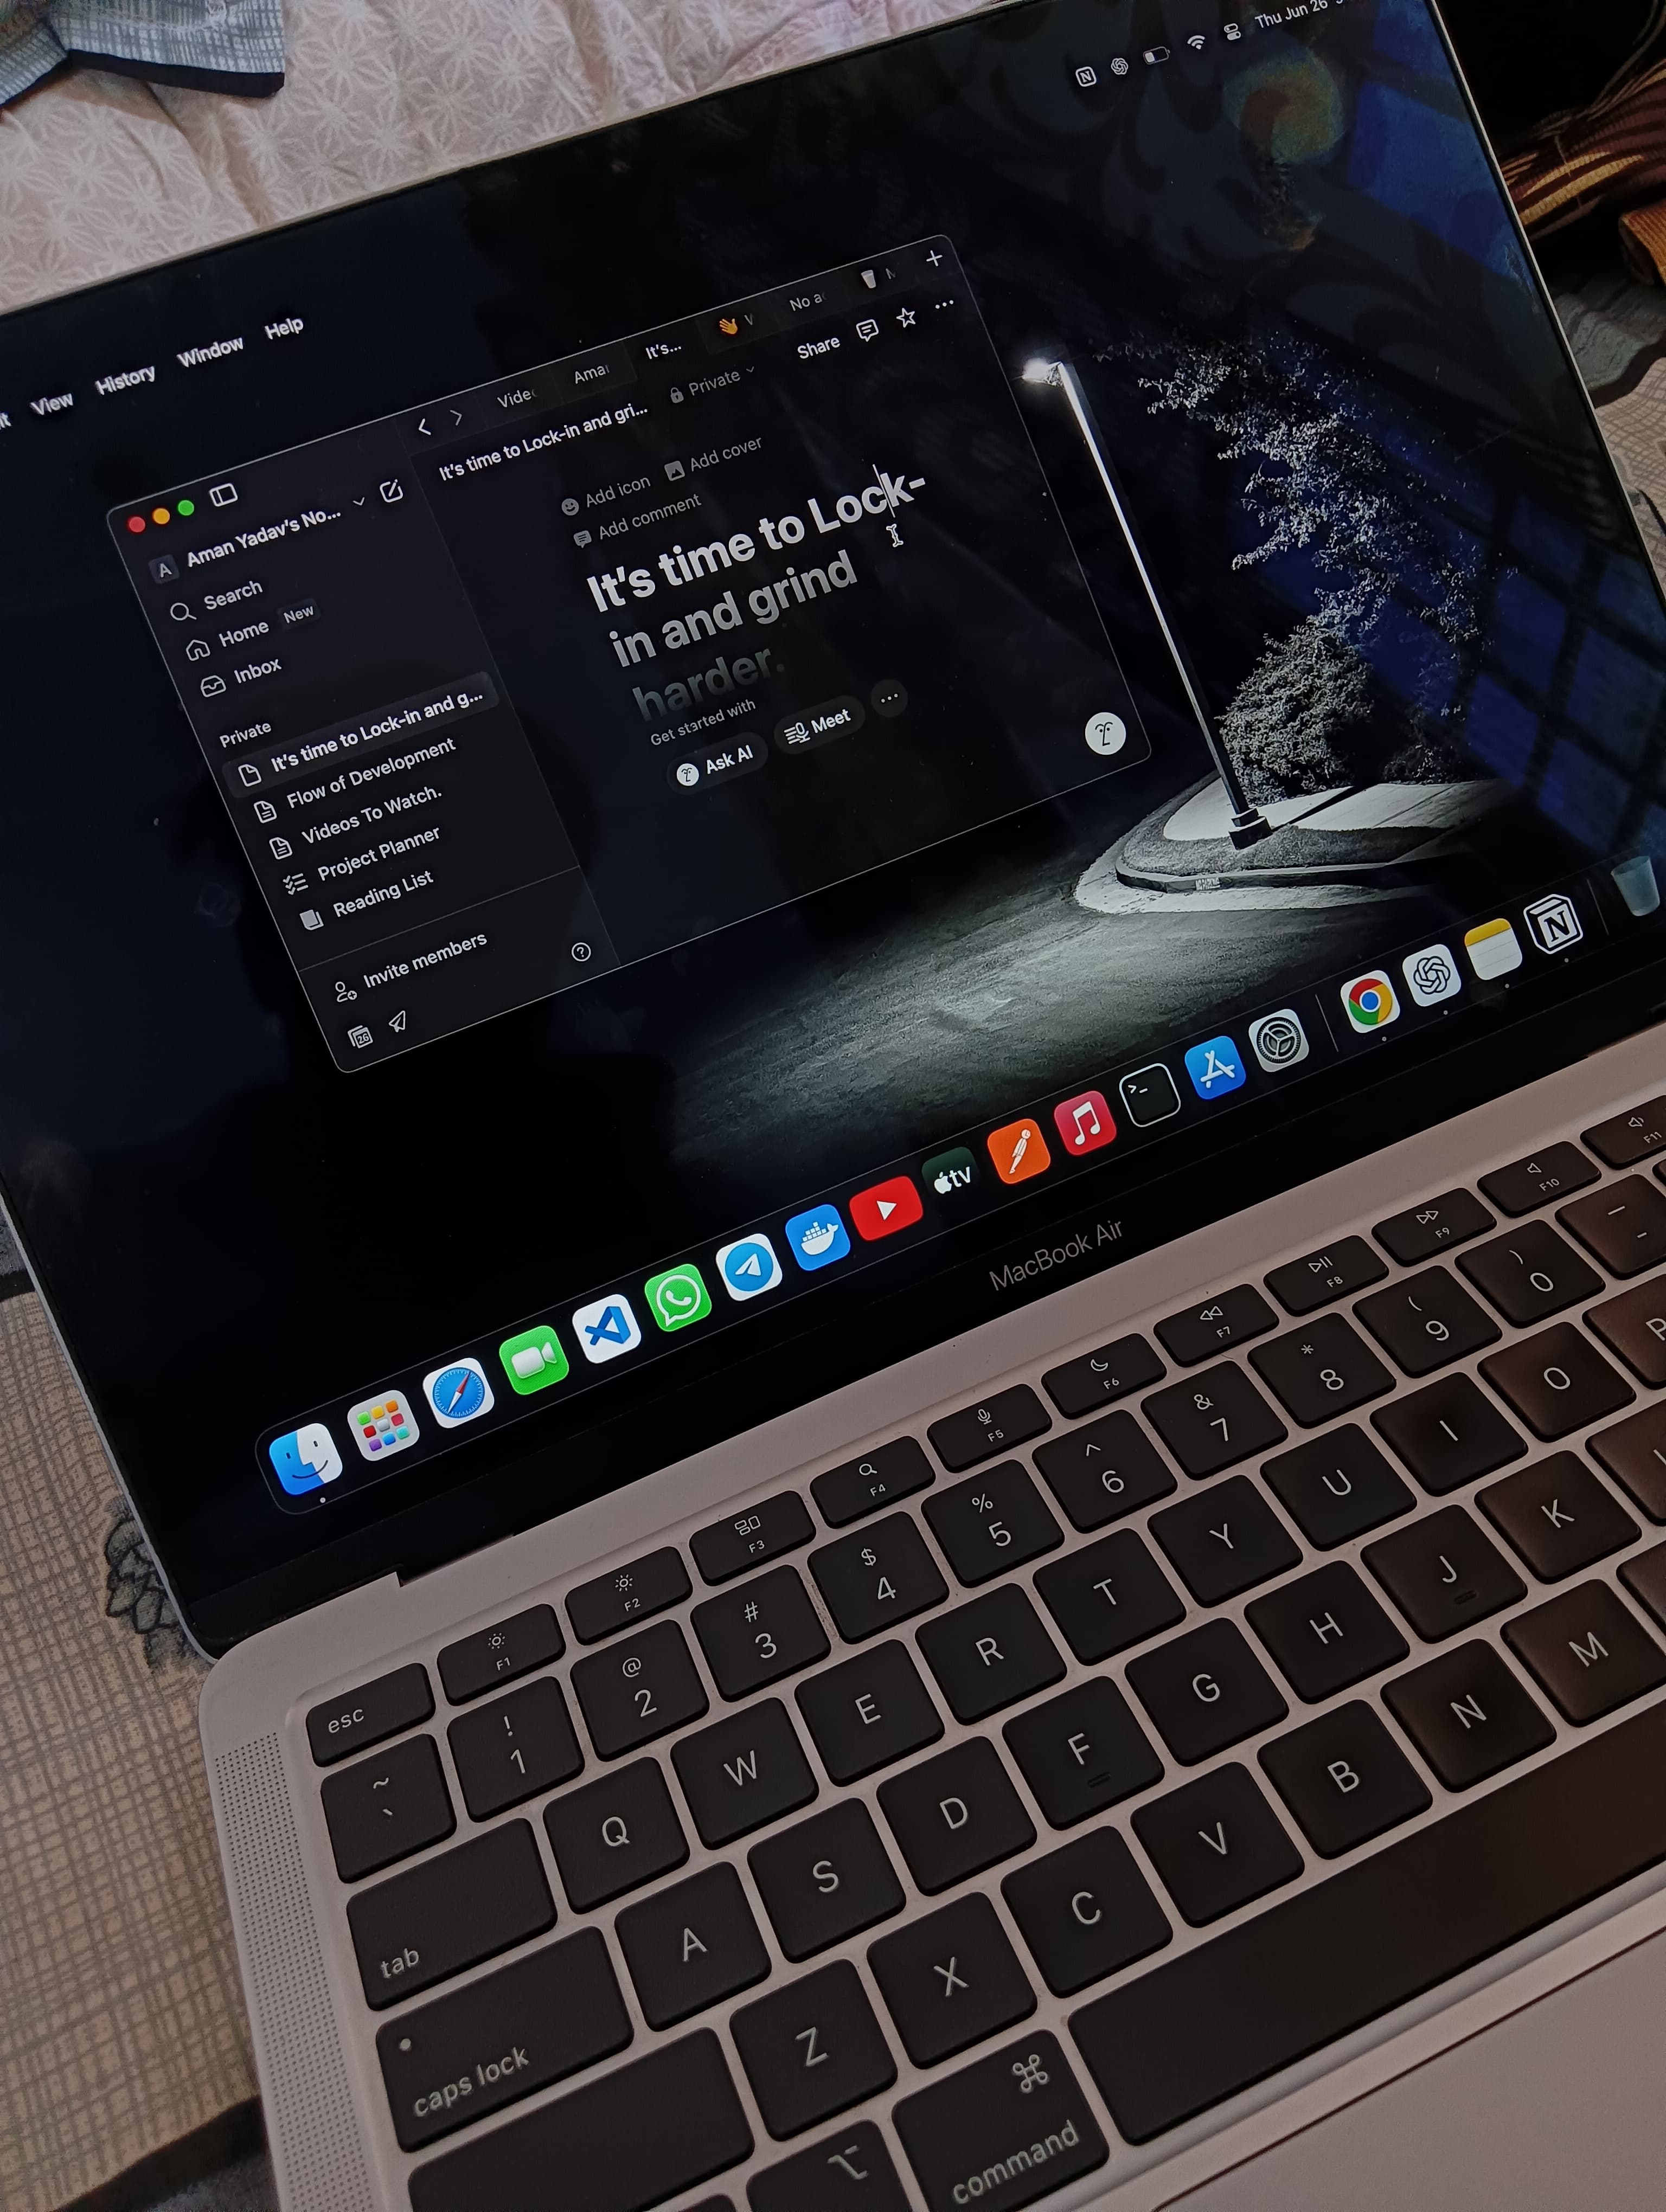 Thu Jun 26
View History Window Help
Vide
Ama
It's...
V
No a
Aman Yadav's No...
It's time to Lock-in and gri...
Private
Share
Search
Home New
Inbox
Private
It's time to Lock-in and g...
Flow of Development
Videos To Watch.
Project Planner
Reading List
Invite members
26
Add icon Add cover
Add comment
It's time to Lock-
in and grind
harder.
Get started with
Ask AI Meet
tv
MacBook Air
esc F1 F2 F3 F4 F5 F6 F7 F8 F9 F10 F11
~ ` ! 1 @ 2 # 3 $ 4 % 5 ^ 6 & 7 * 8 ( 9 ) 0 _ -
tab Q W E R T Y U I O P
caps lock A S D F G H J K L
Z X C V B N M
command